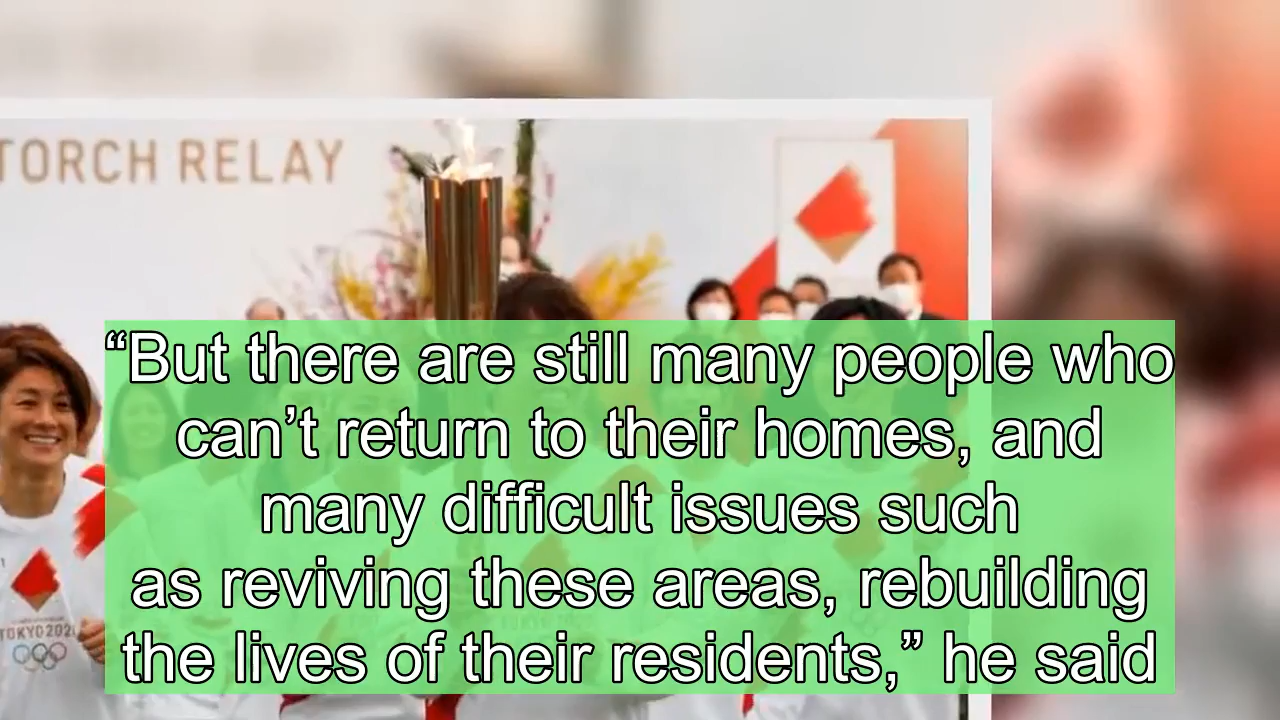 TORCH RELAY
“But there are still many people who
can’t return to their homes, and
many difficult issues such
as reviving these areas, rebuilding
the lives of their residents,” he said
TOKYO 202